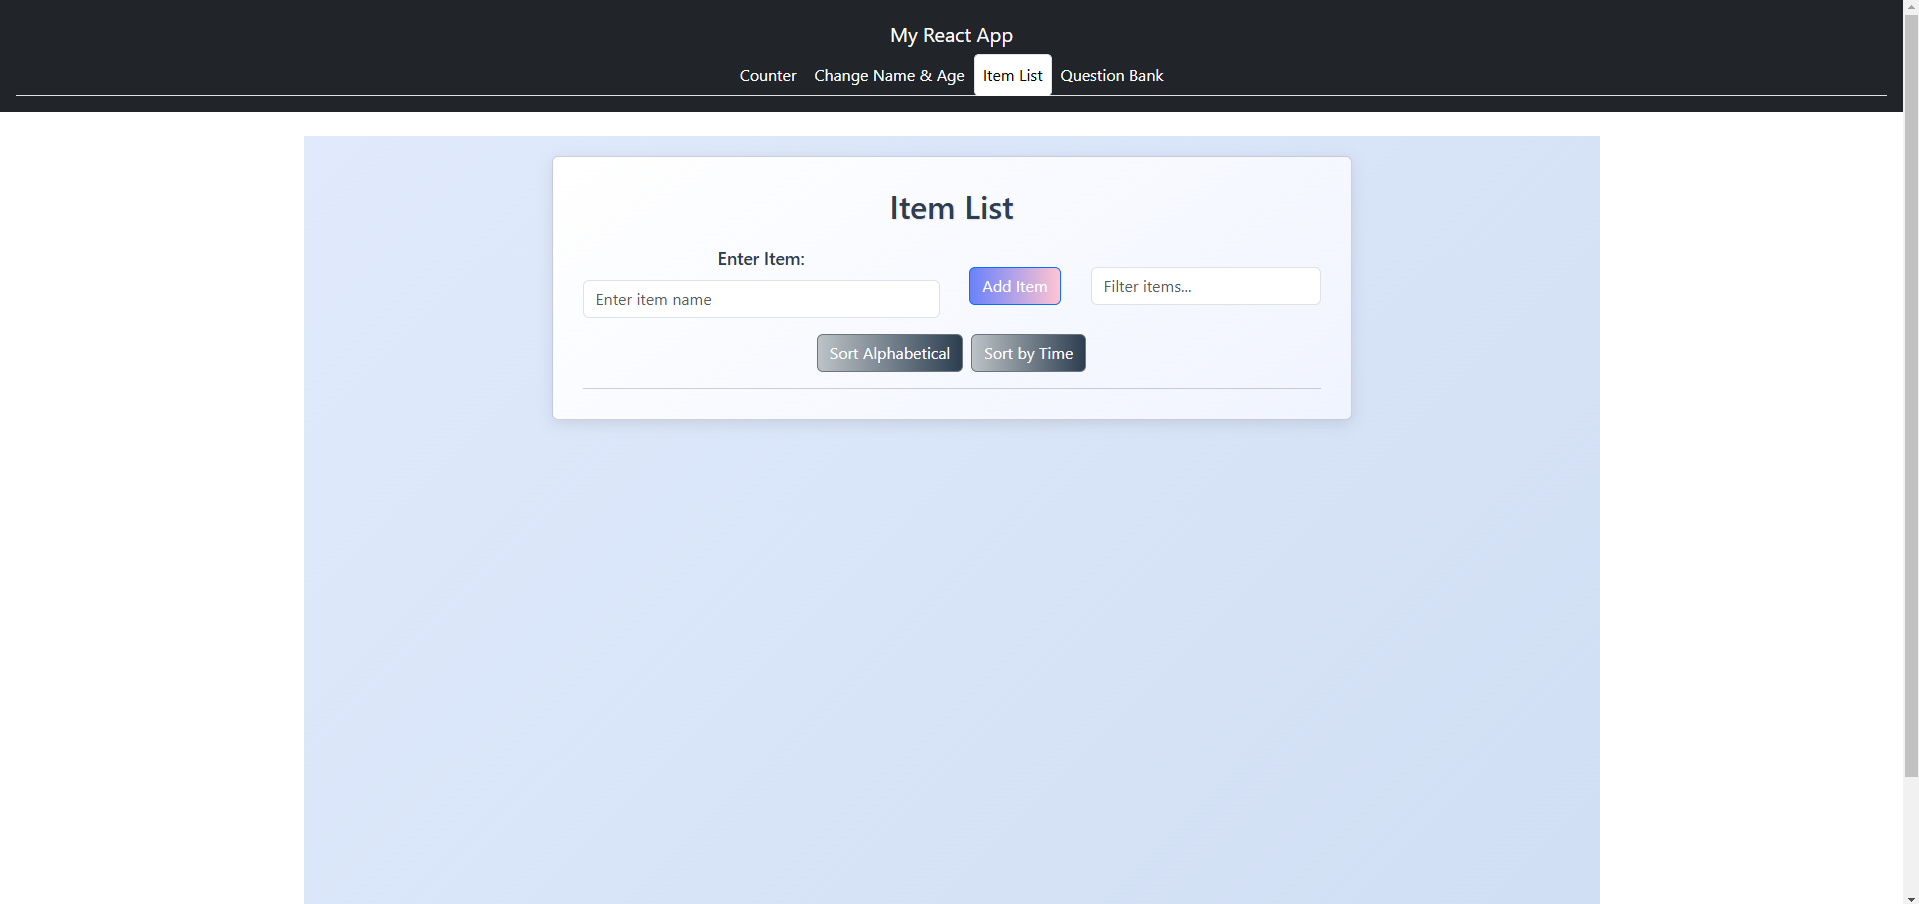 My React App
Counter Change Name & Age Item List Question Bank
Item List
Enter Item:
Enter item name
Add Item
Filter items...
Sort Alphabetical Sort by Time